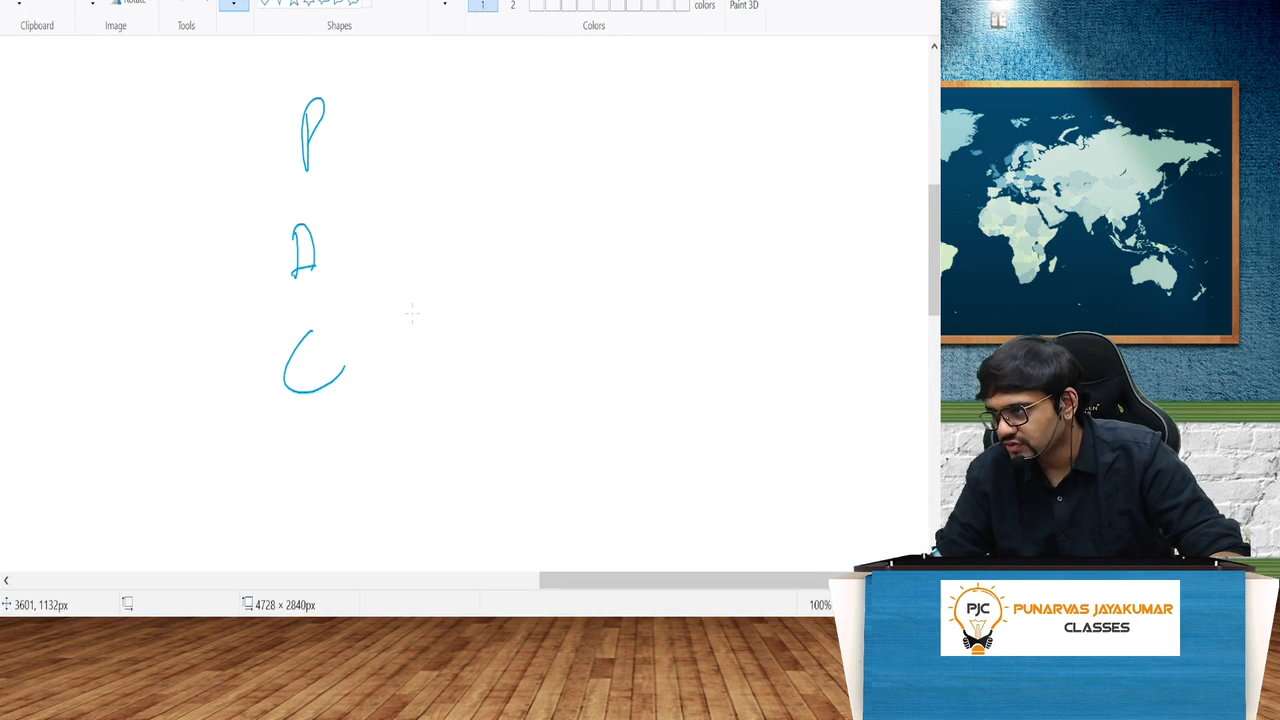 Rotate
Clipboard
Image
Tools
Shapes
1
2
colors
Colors
Paint 3D
P
D
C
3601, 1132px
4728 × 2840px
100%
PJC
PUNARVAS JAYAKUMAR
CLASSES